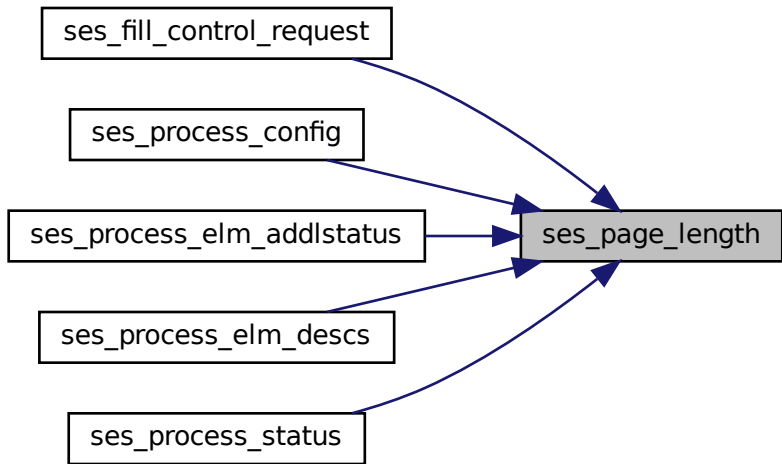 ses_fill_control_request
ses_process_config
ses_process_elm_addlstatus
ses_page_length
ses_process_elm_descs
ses_process_status